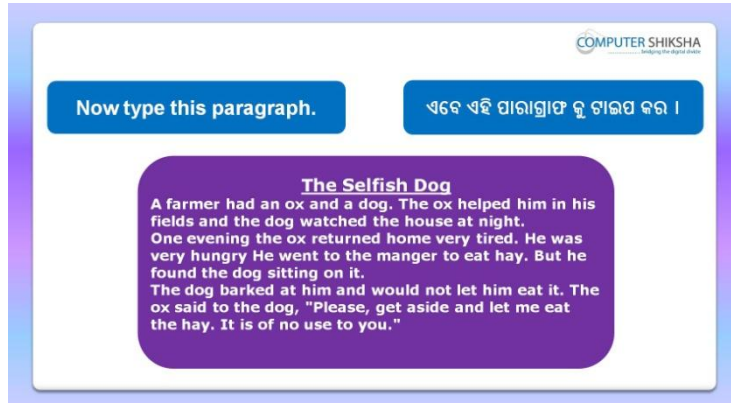 COMPUTER SHIKSHA
bridging the digital divide
Now type this paragraph.
ଏବେ ଏହି ପାରାଗ୍ରାଫ କୁ ଟାଇପ କର ।
The Selfish Dog
A farmer had an ox and a dog. The ox helped him in his
fields and the dog watched the house at night.
One evening the ox returned home very tired. He was
very hungry He went to the manger to eat hay. But he
found the dog sitting on it.
The dog barked at him and would not let him eat it. The
ox said to the dog, "Please, get aside and let me eat
the hay. It is of no use to you."